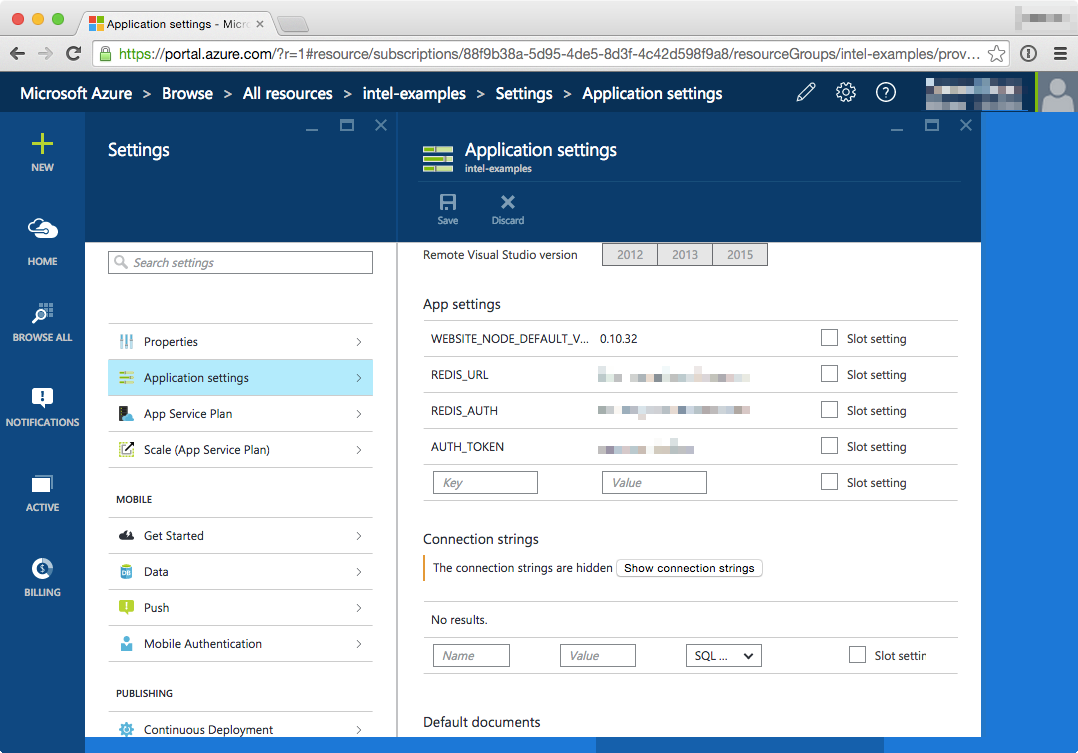 Application settings - Micr
https://portal.azure.com/?r=1#resource/subscriptions/88f9b38a-5d95-4de5-8d3f-4c42d598f9a8/resourceGroups/intel-examples/prov...
Microsoft Azure > Browse > All resources > intel-examples > Settings > Application settings
NEW
HOME
BROWSE ALL
NOTIFICATIONS
ACTIVE
BILLING
Settings
Search settings
Properties
Application settings
App Service Plan
Scale (App Service Plan)
MOBILE
Get Started
Data
Push
Mobile Authentication
PUBLISHING
Continuous Deployment
Application settings
intel-examples
Save Discard
Remote Visual Studio version 2012 2013 2015
App settings
WEBSITE_NODE_DEFAULT_V... 0.10.32 Slot setting
REDIS_URL Slot setting
REDIS_AUTH Slot setting
AUTH_TOKEN Slot setting
Key Value Slot setting
Connection strings
The connection strings are hidden Show connection strings
No results.
Name Value SQL ... Slot settir
Default documents